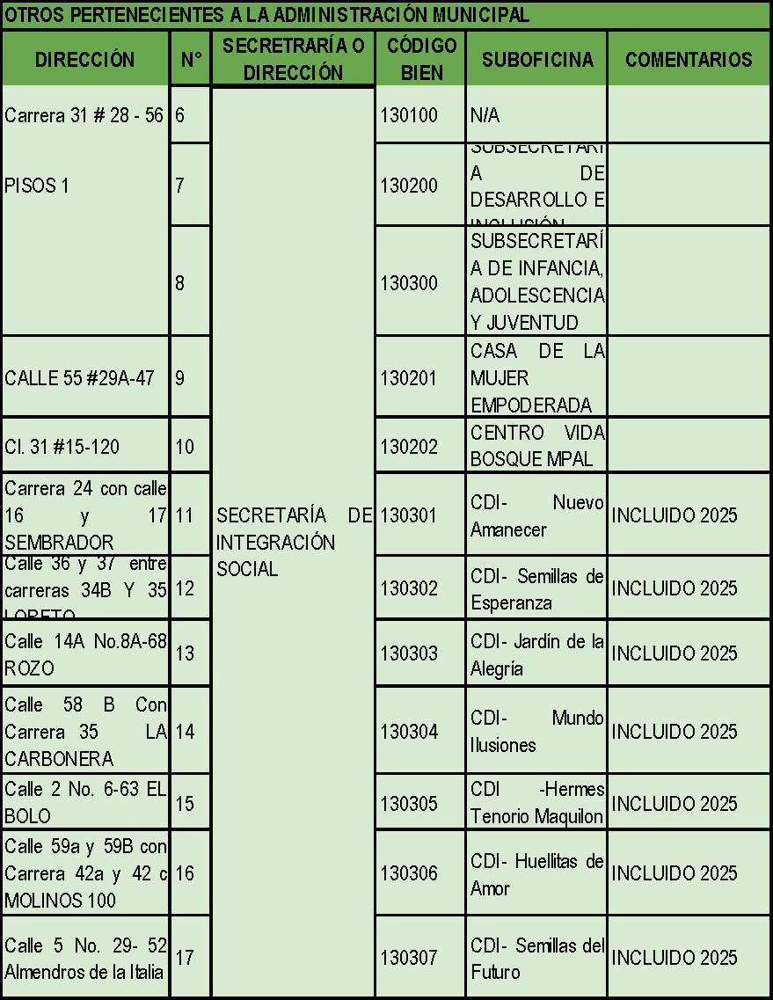 OTROS PERTENECIENTES A LA ADMINISTRACIÓN MUNICIPAL
DIRECCIÓN N° SECRETRARÍA O DIRECCIÓN CÓDIGO BIEN SUBOFICINA COMENTARIOS
Carrera 31 # 28 - 56 6 130100 N/A
PISOS 1 7 130200 SUBSECRETARÍ
A DE
DESARROLLO E
INCLUSIÓN
8 130300 SUBSECRETARÍ
A DE INFANCIA,
ADOLESCENCIA
Y JUVENTUD
CALLE 55 #29A-47 9 130201 CASA DE LA
MUJER
EMPODERADA
Cl. 31 #15-120 10 130202 CENTRO VIDA
BOSQUE MPAL
Carrera 24 con calle
16 y 17
SEMBRADOR
11 SECRETARÍA DE
INTEGRACIÓN
SOCIAL
130301 CDI- Nuevo
Amanecer
INCLUIDO 2025
Calle 36 y 37 entre
carreras 34B Y 35
LORETO
12 130302 CDI- Semillas de
Esperanza
INCLUIDO 2025
Calle 14A No.8A-68
ROZO
13 130303 CDI- Jardín de la
Alegría
INCLUIDO 2025
Calle 58 B Con
Carrera 35 LA
CARBONERA
14 130304 CDI- Mundo
Ilusiones
INCLUIDO 2025
Calle 2 No. 6-63 EL
BOLO
15 130305 CDI -Hermes
Tenorio Maquilon
INCLUIDO 2025
Calle 59a y 59B con
Carrera 42a y 42 c
MOLINOS 100
16 130306 CDI- Huellitas de
Amor
INCLUIDO 2025
Calle 5 No. 29- 52
Almendros de la Italia
17 130307 CDI- Semillas del
Futuro
INCLUIDO 2025